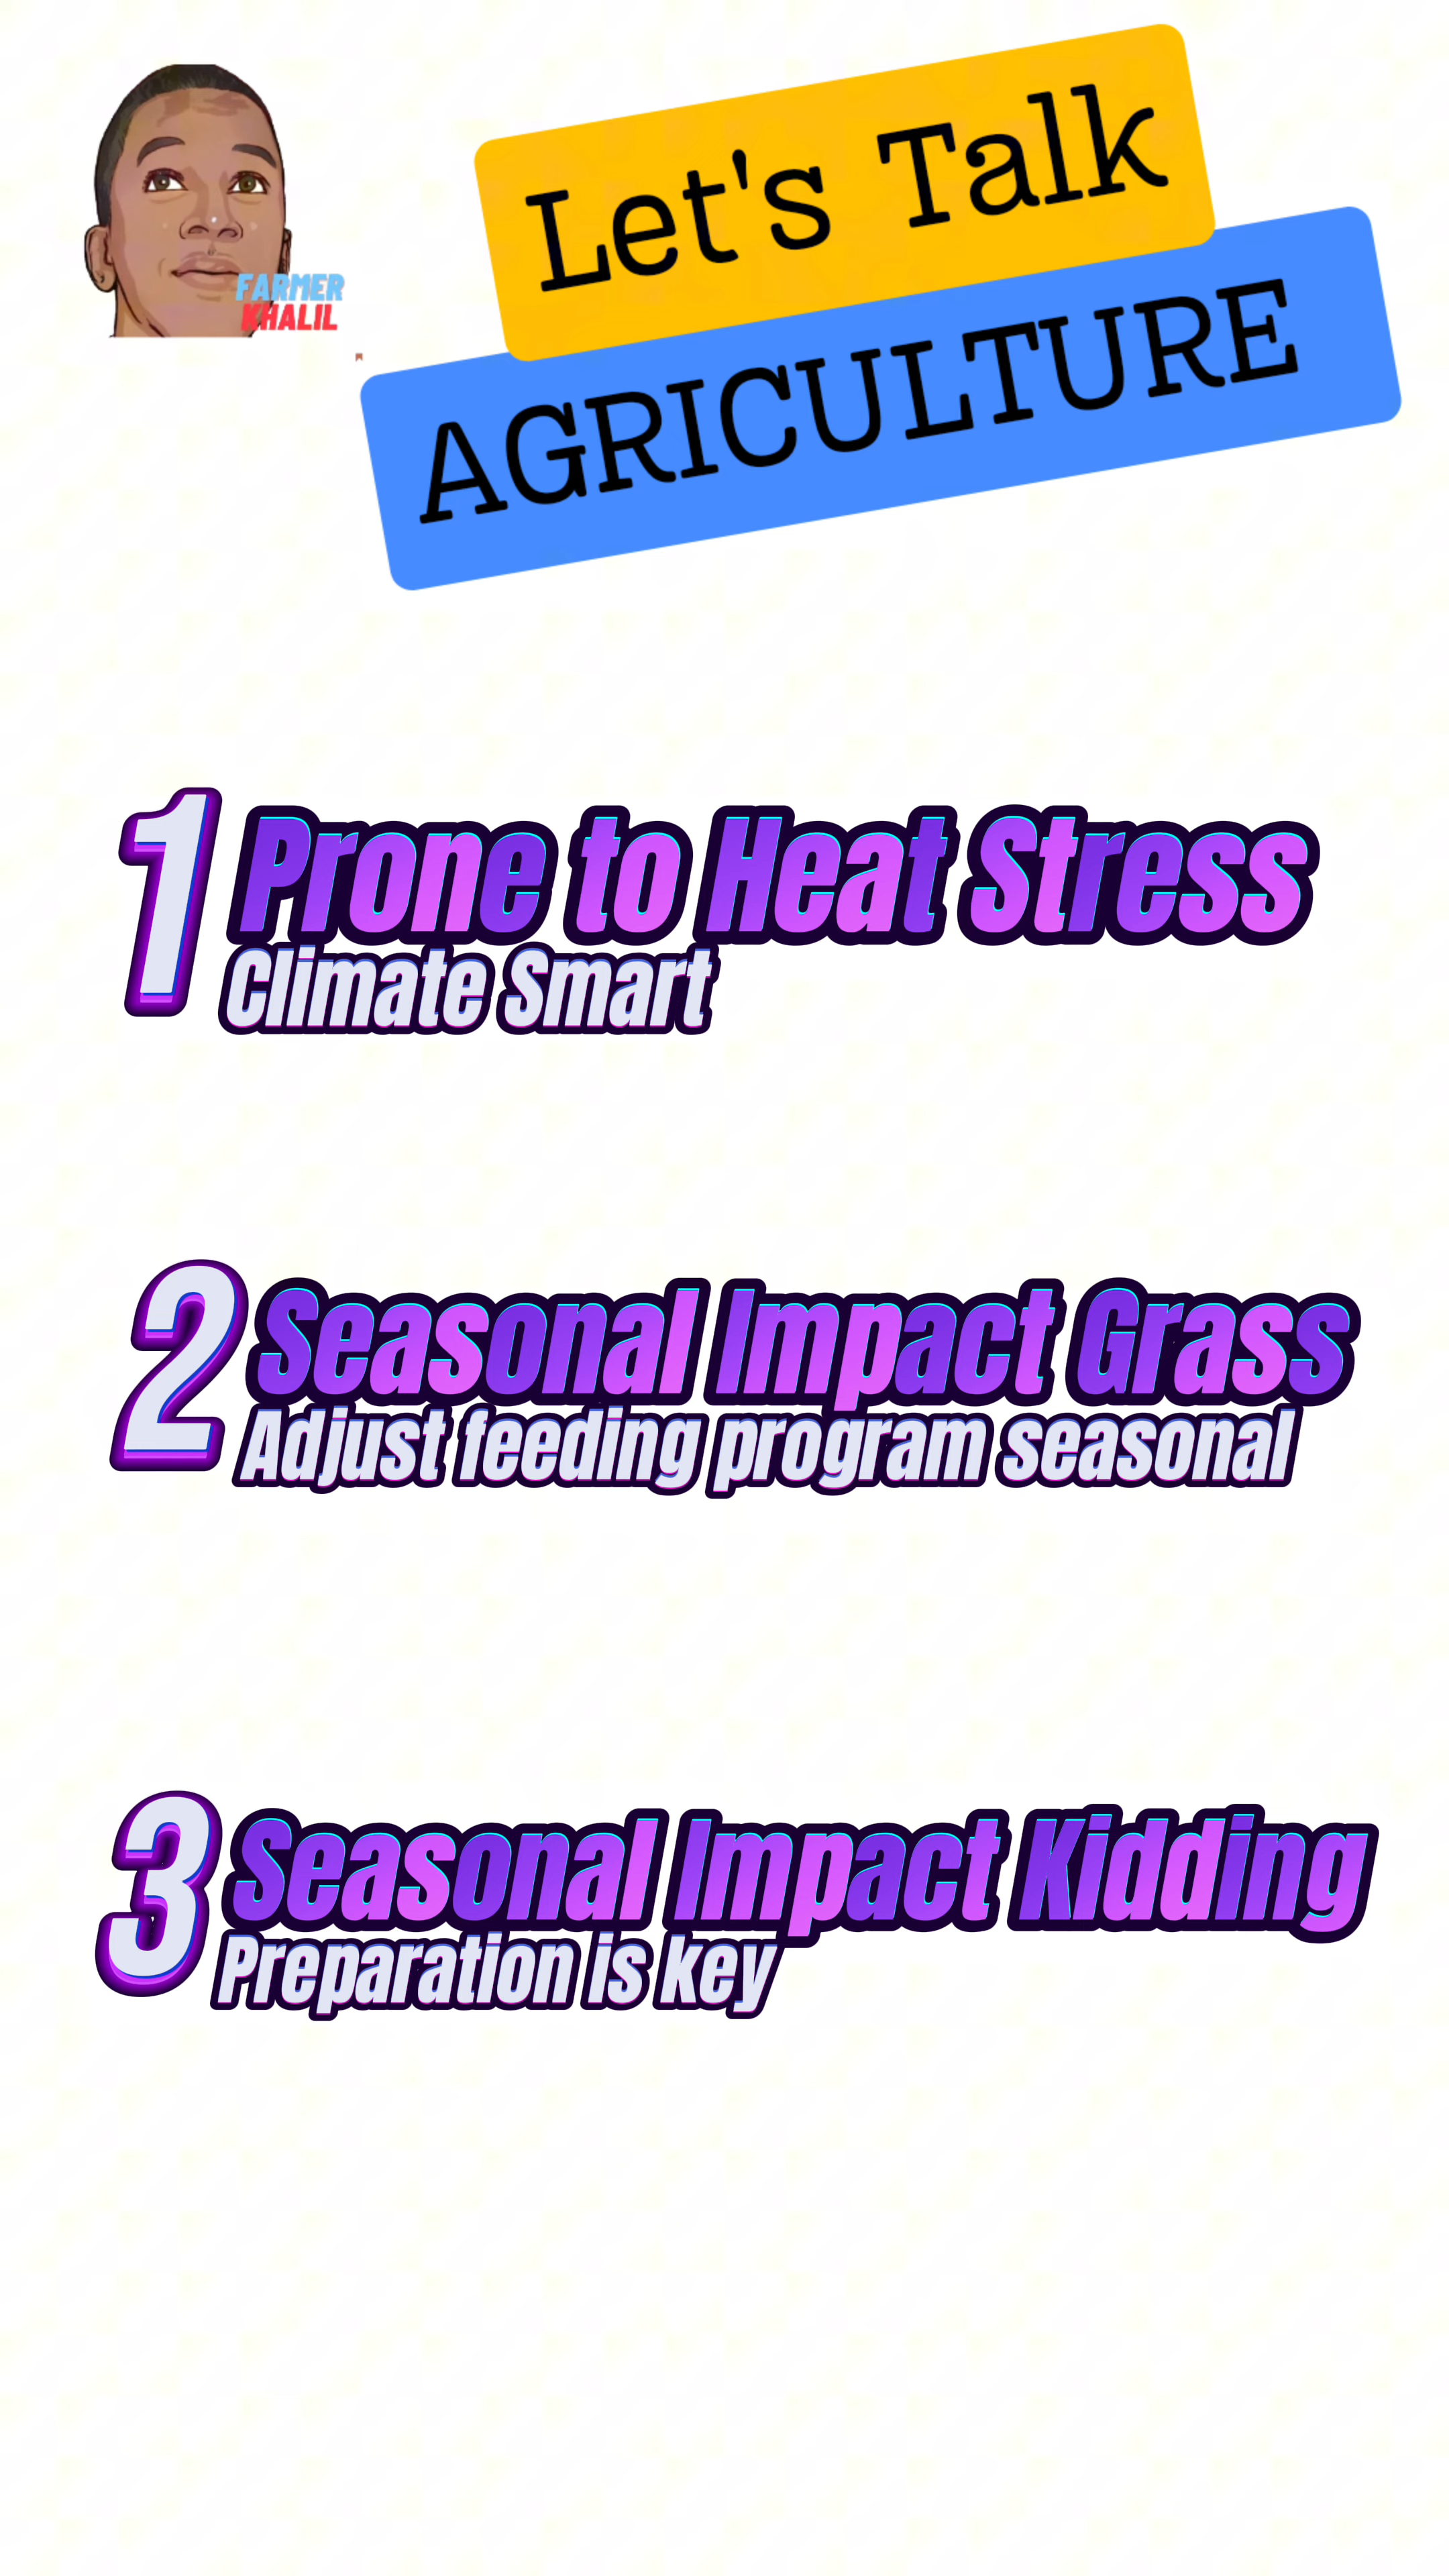 FARMER
KHALIL
Let's Talk
AGRICULTURE
1 Prone to Heat Stress
Climate Smart
2 Seasonal Impact Grass
Adjust feeding program seasonal
3 Seasonal Impact Kidding
Preparation is key